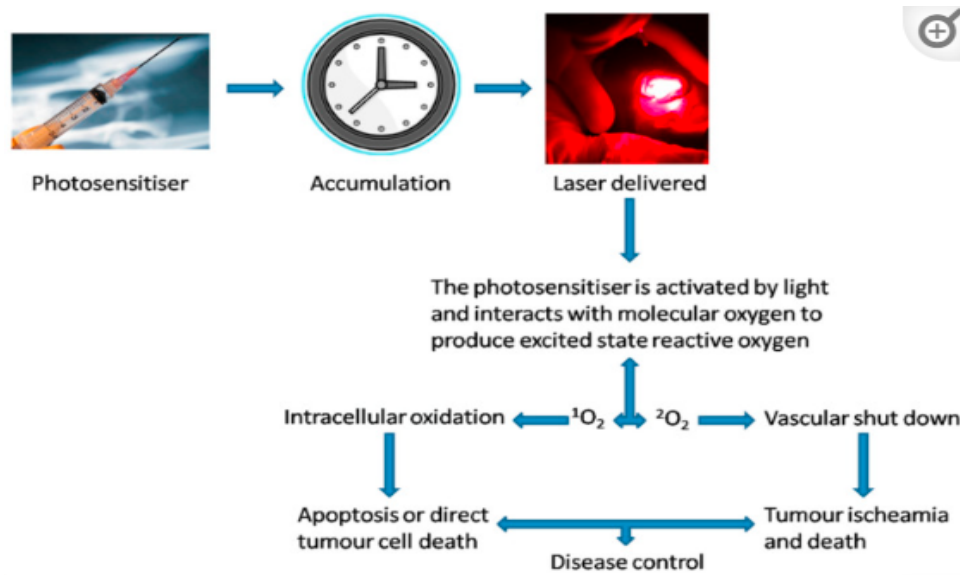 Photosensitiser
Accumulation
Laser delivered
The photosensitiser is activated by light
and interacts with molecular oxygen to
produce excited state reactive oxygen
Intracellular oxidation
¹O₂
²O₂
Vascular shut down
Apoptosis or direct
tumour cell death
Tumour ischeamia
and death
Disease control